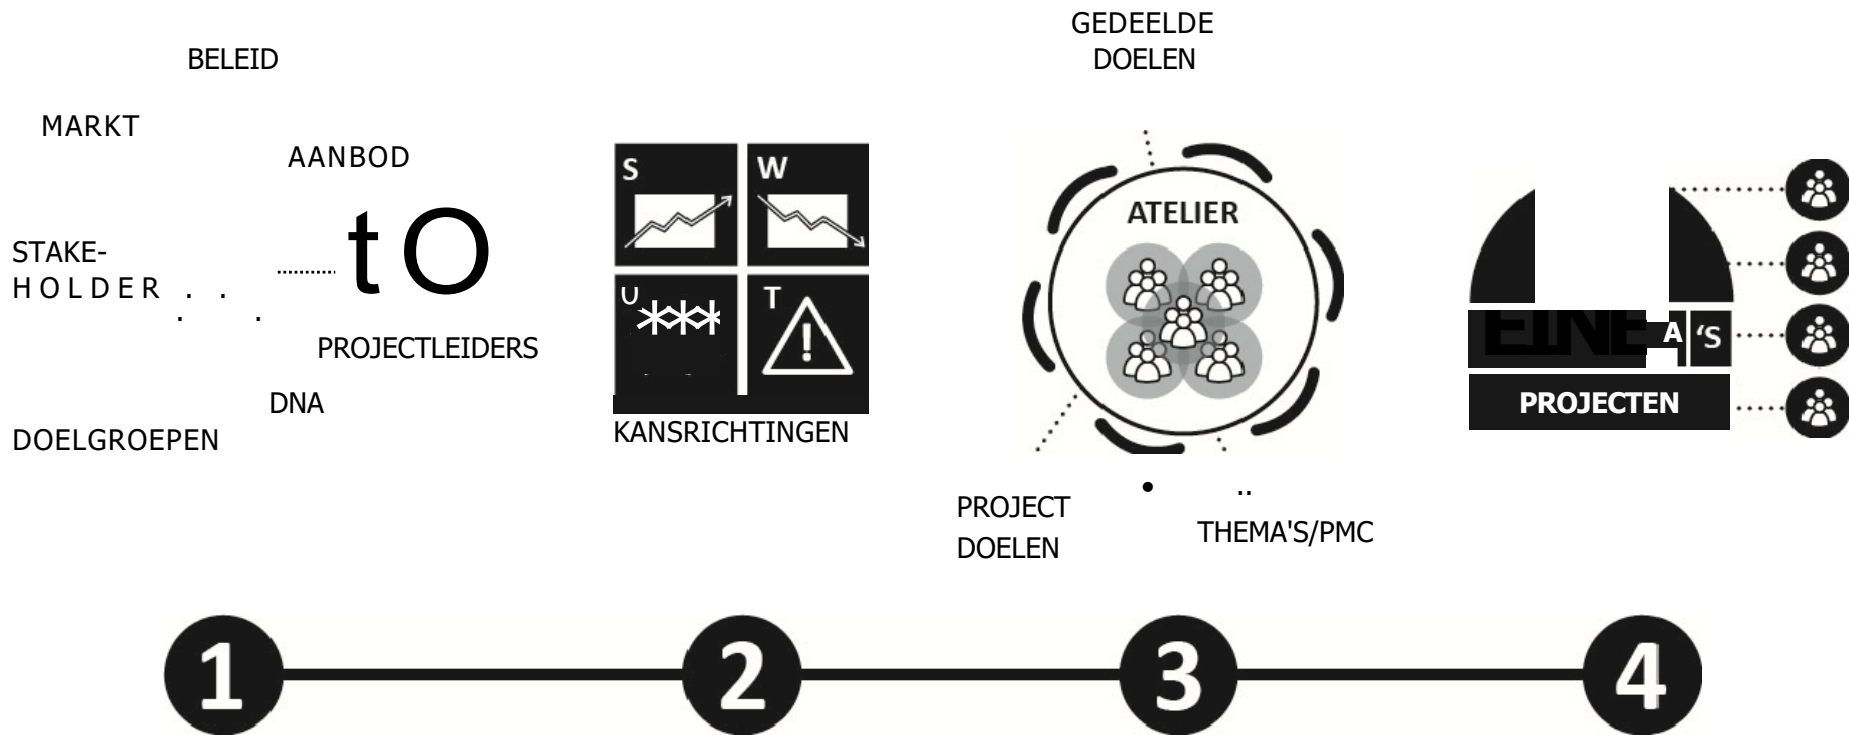 BELEID
MARKT
AANBOD
tO
STAKE-
HOLDER . .
. .
PROJECTLEIDERS
DNA
DOELGROEPEN
S
W
U
T
KANSRICHTINGEN
GEDEELDE
DOELEN
ATELIER
PROJECT
DOELEN
THEMA'S/PMC
A 'S
PROJECTEN
1
2
3
4